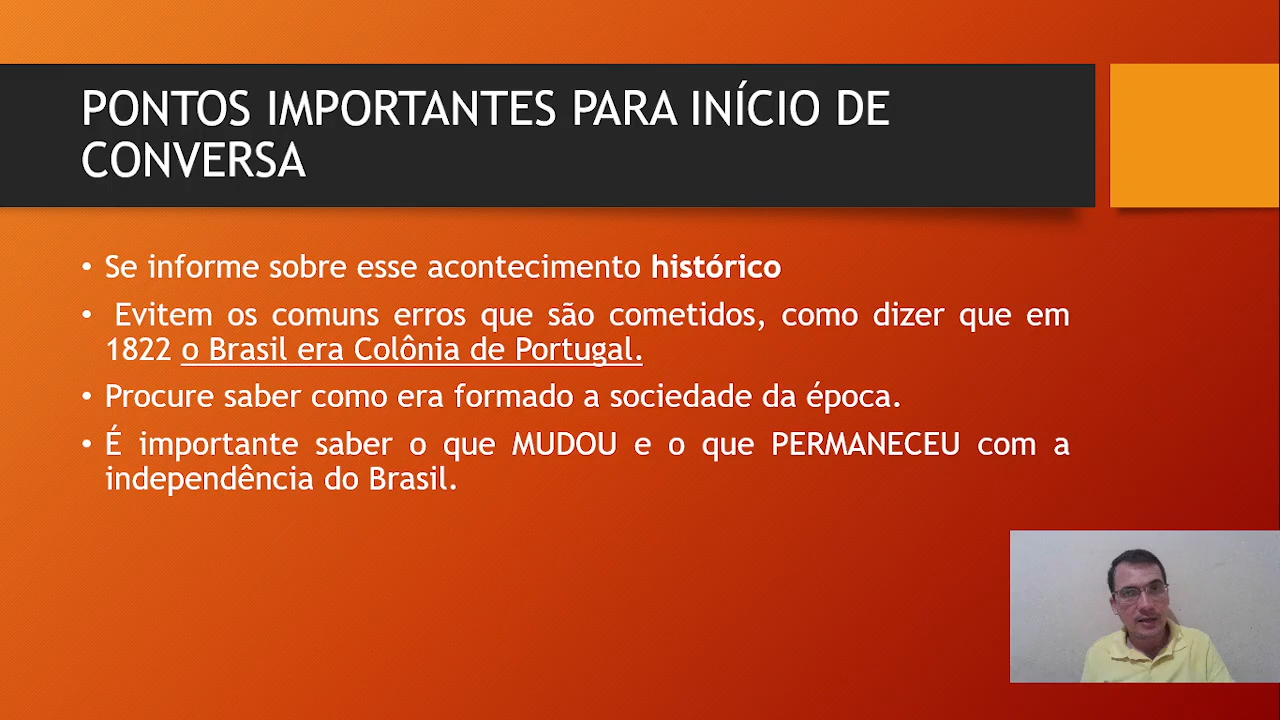 PONTOS IMPORTANTES PARA INÍCIO DE
CONVERSA
• Se informe sobre esse acontecimento histórico
• Evitem os comuns erros que são cometidos, como dizer que em
1822 o Brasil era Colônia de Portugal.
• Procure saber como era formado a sociedade da época.
• É importante saber o que MUDOU e o que PERMANECEU com a
independência do Brasil.